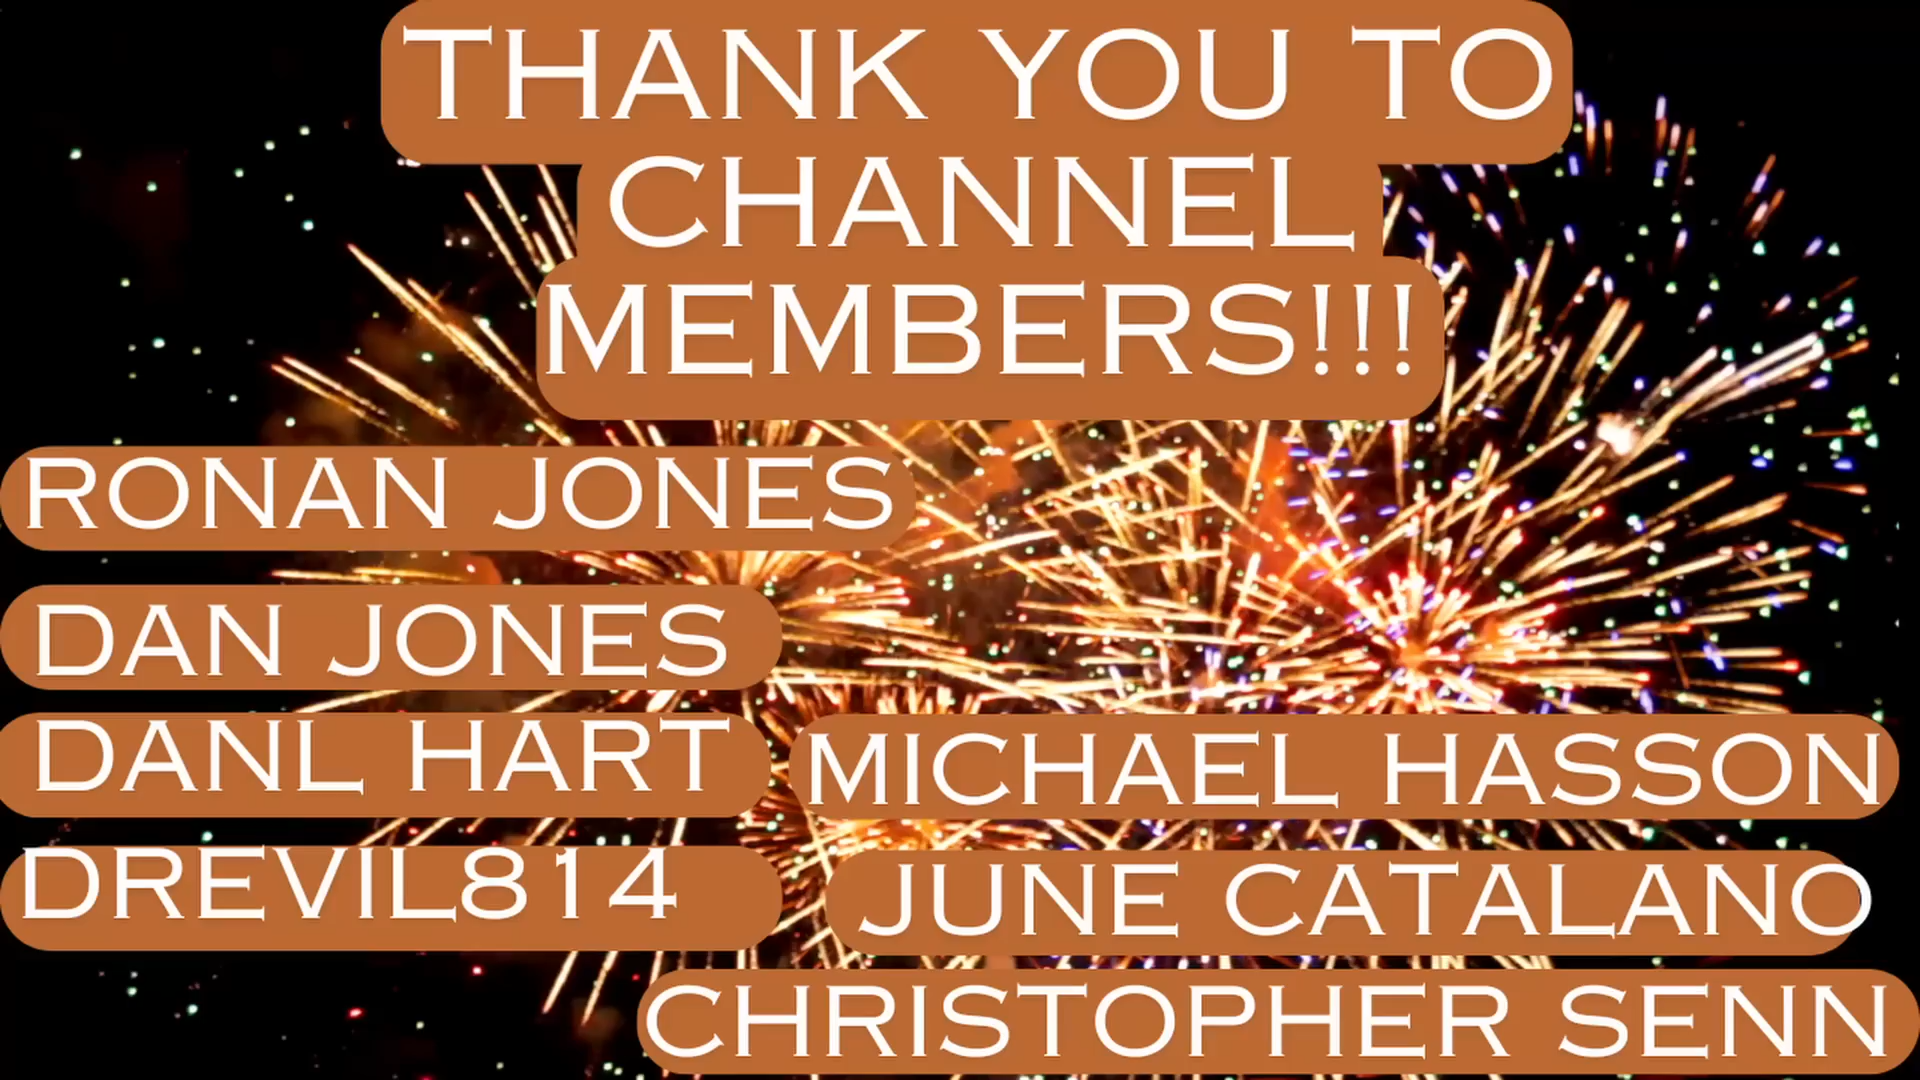 THANK YOU TO
CHANNEL
MEMBERS!!!
RONAN JONES
DAN JONES
DANL HART
MICHAEL HASSON
DREVIL814
JUNE CATALANO
CHRISTOPHER SENN